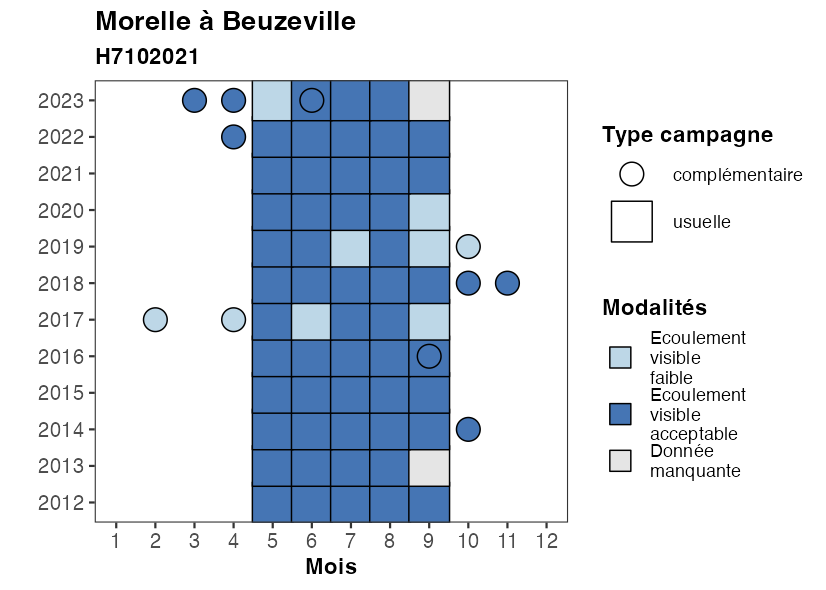 Morelle à Beuzeville
H7102021
2023
2022
2021
2020
2019
2018
2017
2016
2015
2014
2013
2012
1 2 3 4 5 6 7 8 9 10 11 12
Mois
Type campagne
complémentaire
usuelle
Modalités
Ecoulement
visible
faible
Ecoulement
visible
acceptable
Donnée
manquante